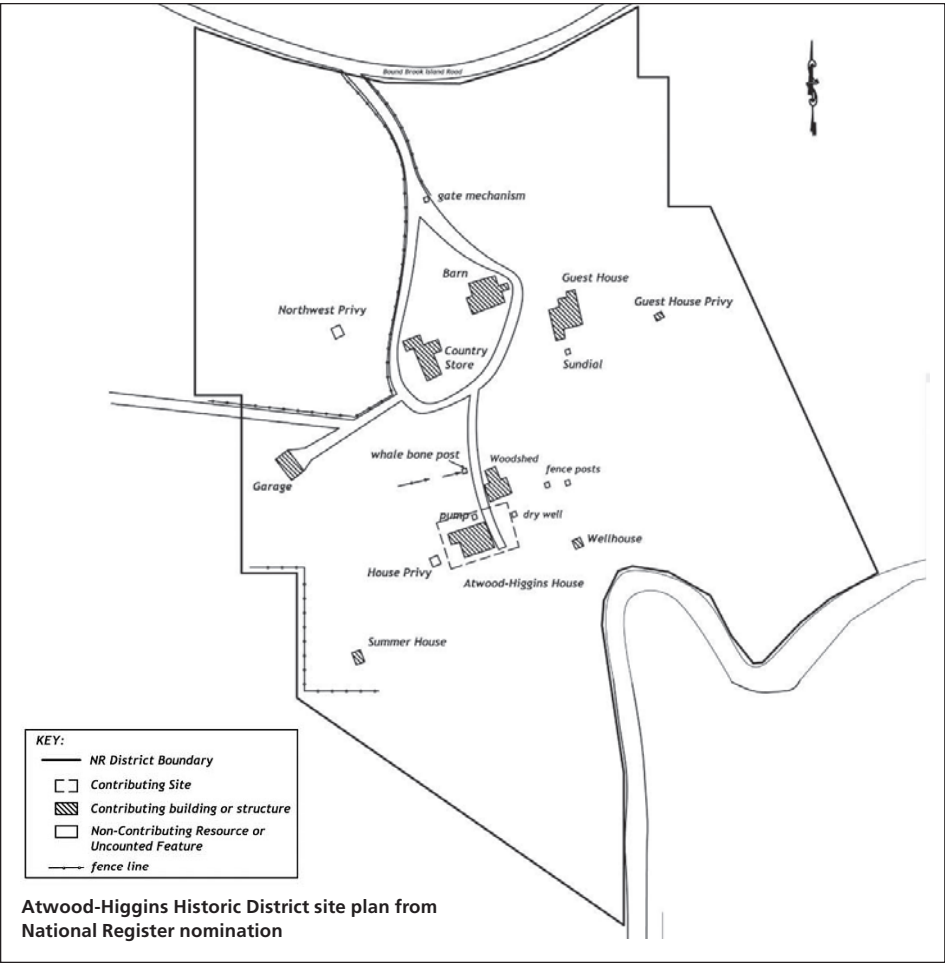 Bound Brook Island Road
gate mechanism
Barn
Guest House
Guest House Privy
Northwest Privy
Country
Store
Sundial
whale bone post
Woodshed
fence posts
Garage
pump
dry well
Wellhouse
House Privy
Atwood-Higgins House
Summer House
KEY:
NR District Boundary
Contributing Site
Contributing building or structure
Non-Contributing Resource or
Uncounted Feature
fence line
Atwood-Higgins Historic District site plan from
National Register nomination